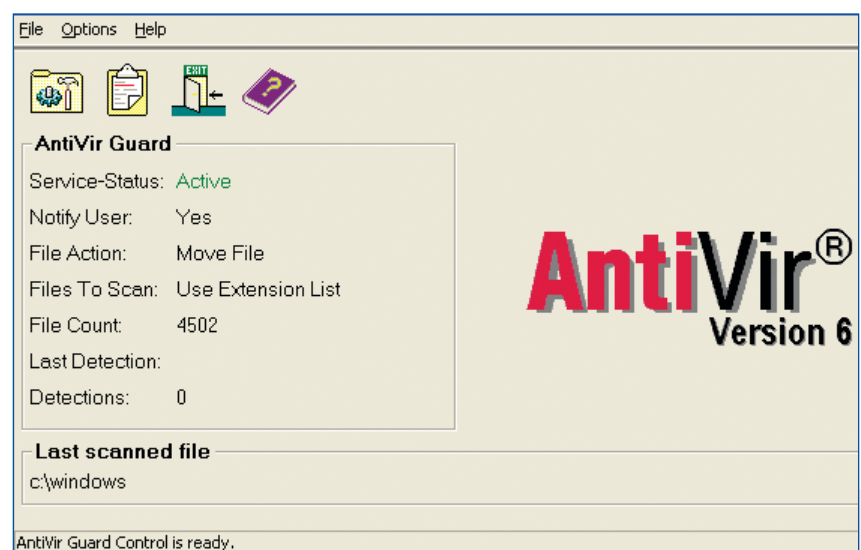 File Options Help
EXIT
?
AntiVir Guard
Service-Status: Active
Notify User: Yes
File Action: Move File
Files To Scan: Use Extension List
File Count: 4502
Last Detection:
Detections: 0
AntiVir®
Version 6
Last scanned file
c:\windows
AntiVir Guard Control is ready.